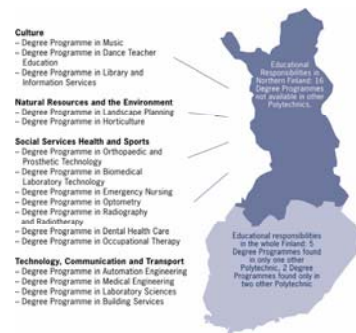 Culture
– Degree Programme in Music
– Degree Programme in Dance Teacher
Education
– Degree Programme in Library and
Information Services
Natural Resources and the Environment
– Degree Programme in Landscape Planning
– Degree Programme in Horticulture
Social Services Health and Sports
– Degree Programme in Orthopaedic and
Prosthetic Technology
– Degree Programme in Biomedical
Laboratory Technology
– Degree Programme in Emergency Nursing
– Degree Programme in Optometry
– Degree Programme in Radiography
and Radiotherapy
– Degree Programme in Dental Health Care
– Degree Programme in Occupational Therapy
Technology, Communication and Transport
– Degree Programme in Automation Engineering
– Degree Programme in Medical Engineering
– Degree Programme in Laboratory Sciences
– Degree Programme in Building Services
Educational
Responsibilities in
Northern Finland: 16
Degree Programmes
not available in other
Polytechnics.
Educational responsibilities
in the whole Finland: 5
Degree Programmes found
in only one other
Polytechnic, 2 Degree
Programmes found only in
two other Polytechnic